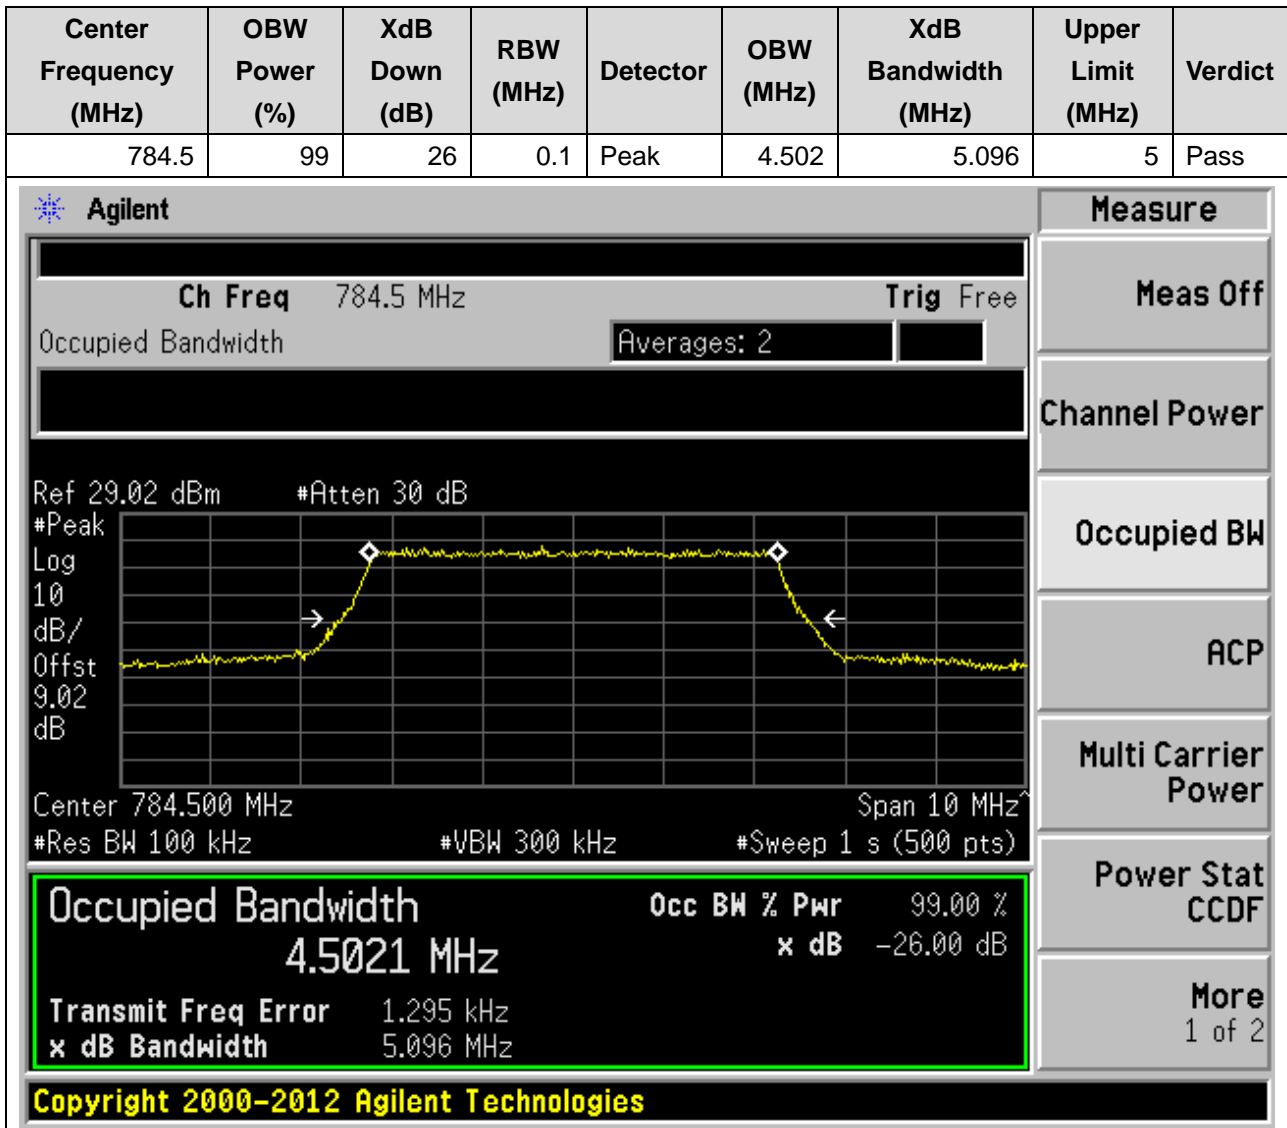 Center Frequency (MHz) OBW Power (%) XdB Down (dB) RBW (MHz) Detector OBW (MHz) XdB Bandwidth (MHz) Upper Limit (MHz) Verdict
784.5 99 26 0.1 Peak 4.502 5.096 5 Pass
Agilent
Measure
Ch Freq 784.5 MHz Trig Free
Meas Off
Occupied Bandwidth Averages: 2
Channel Power
Ref 29.02 dBm #Atten 30 dB
#Peak
Log
10
dB/
Offst
9.02
dB
Occupied BW
ACP
Multi Carrier
Power
Center 784.500 MHz Span 10 MHz^
#Res BW 100 kHz #VBW 300 kHz #Sweep 1 s (500 pts)
Power Stat
CCDF
Occupied Bandwidth Occ BW % Pwr 99.00 %
4.5021 MHz x dB -26.00 dB
Transmit Freq Error 1.295 kHz
x dB Bandwidth 5.096 MHz
More
1 of 2
Copyright 2000-2012 Agilent Technologies